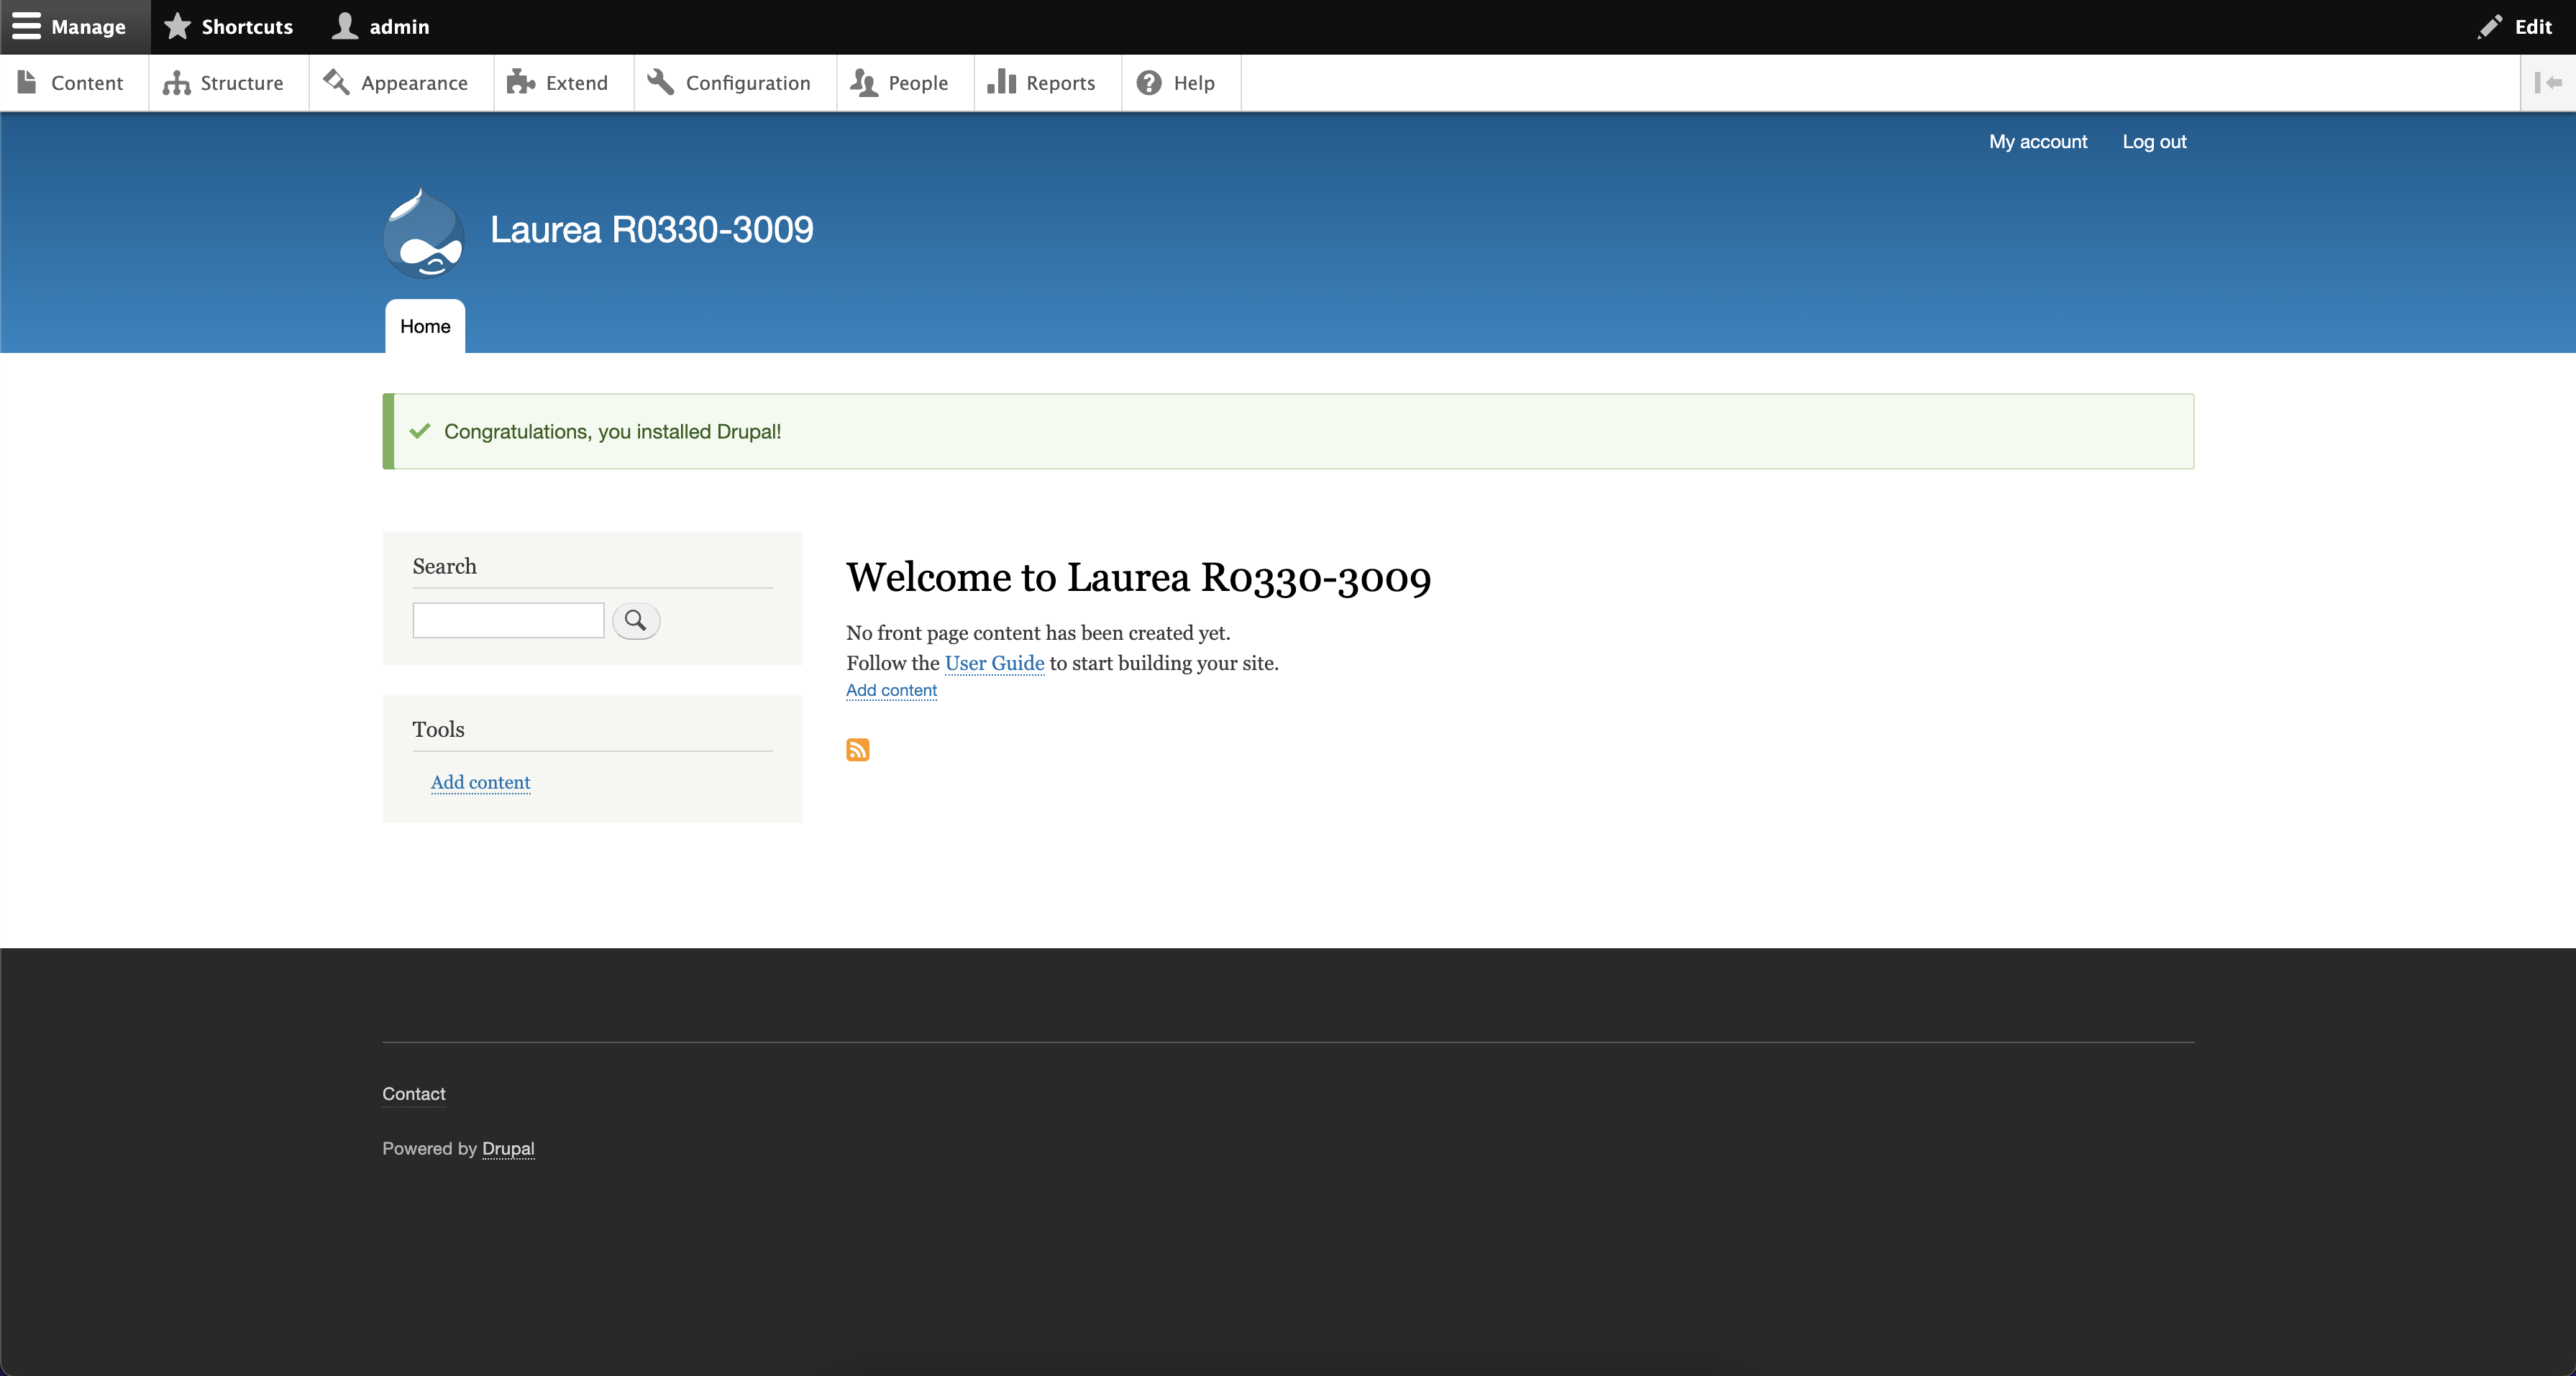 Manage Shortcuts admin Edit
Content Structure Appearance Extend Configuration People Reports Help
My account Log out
Laurea R0330-3009
Home
Congratulations, you installed Drupal!
Search
Tools
Add content
Welcome to Laurea R0330-3009
No front page content has been created yet.
Follow the User Guide to start building your site.
Add content
Contact
Powered by Drupal